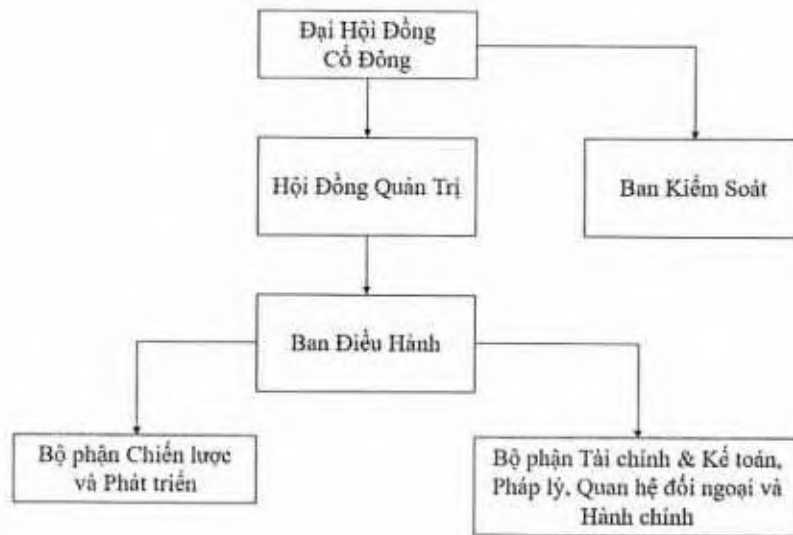 Đại Hội Đồng
Cổ Đông
Hội Đồng Quản Trị
Ban Kiểm Soát
Ban Điều Hành
Bộ phận Chiến lược
và Phát triển
Bộ phận Tài chính & Kế toán,
Pháp lý, Quan hệ đối ngoại và
Hành chính